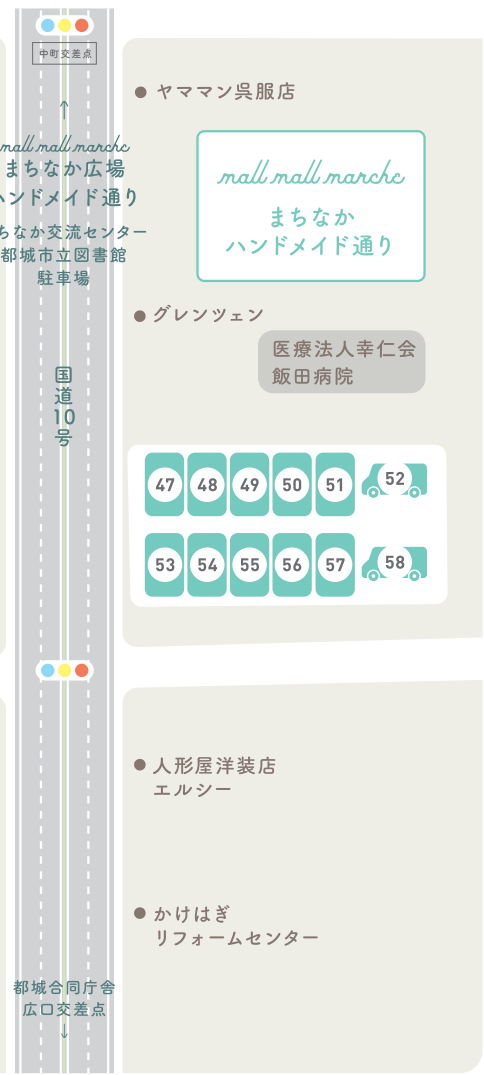 中町交差点
ヤママン呉服店
↑
mall mall marche
まちなか広場
ハンドメイド通り
ちなか交流センター
都城市立図書館
駐車場
mall mall marche
まちなか
ハンドメイド通り
グレンツェン
医療法人幸仁会
飯田病院
国道10号
47 48 49 50 51 52
53 54 55 56 57 58
人形屋洋装店
エルシー
かけはぎ
リフォームセンター
都城合同庁舎
広口交差点
↓